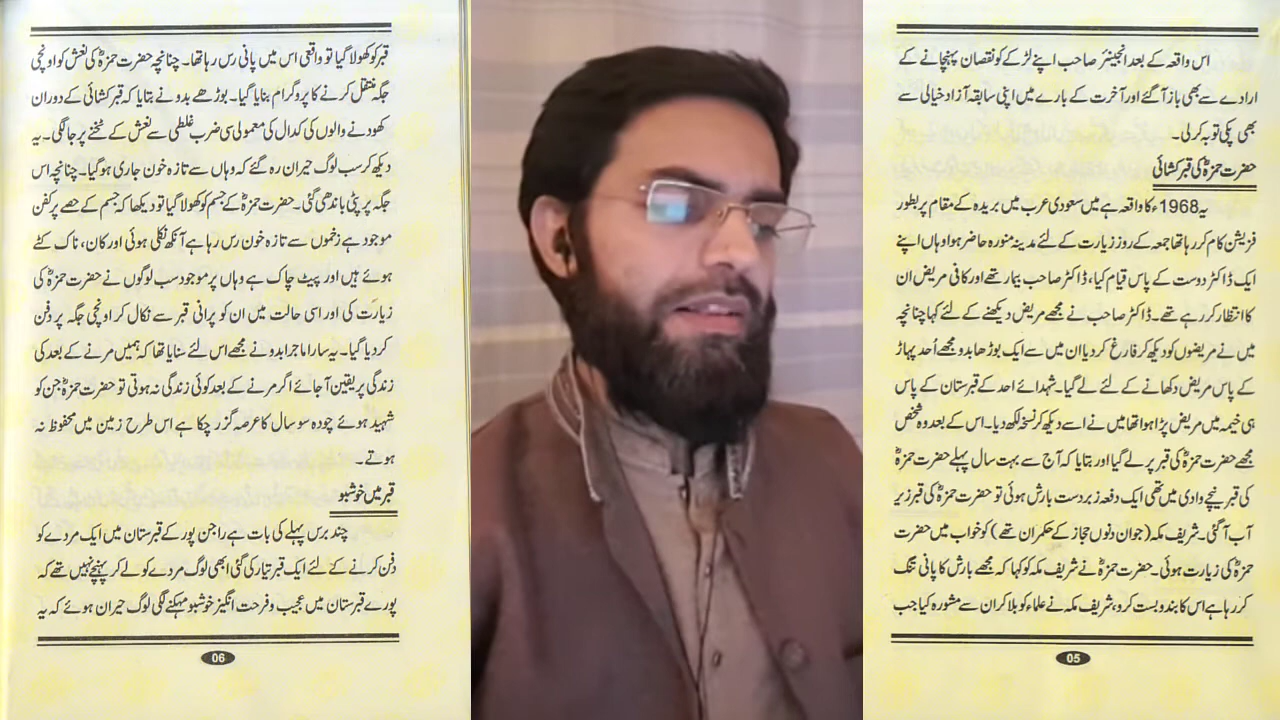 اس واقعہ کے بعد انجینئر صاحب اپنے لڑکے کو نقصان پہنچانے کے
ارادے سے بھی باز آ گئے اور آخرت کے بارے میں اپنی سابقہ آزاد خیالی سے
بھی پکی توبہ کر لی۔
حضرت حمزہؓ کی قبر کشائی
یہ 1968ء کا واقعہ ہے میں سعودی عرب میں بریدہ کے مقام پر بطور
فزیشن کام کر رہا تھا جمعہ کے روز زیارت کے لئے مدینہ منورہ حاضر ہوا وہاں اپنے
ایک ڈاکٹر دوست کے پاس قیام کیا، ڈاکٹر صاحب بیمار تھے اور کافی مریض ان
کا انتظار کر رہے تھے۔ ڈاکٹر صاحب نے مجھے مریض دیکھنے کے لئے کہا چنانچہ
میں نے مریضوں کو دیکھ کر فارغ کر دیا ان میں سے ایک بوڑھا بدو مجھے اُحد پہاڑ
کے پاس مریض دکھانے کے لئے لے گیا۔ شہدائے احد کے قبرستان کے پاس
ہی خیمہ میں مریض پڑا ہوا تھا میں نے اسے دیکھ کر نسخہ لکھ دیا۔ اس کے بعد وہ شخص
مجھے حضرت حمزہؓ کی قبر پر لے گیا اور بتایا کہ آج سے بہت سال پہلے حضرت حمزہؓ
کی قبر نیچے وادی میں تھی ایک دفعہ زبردست بارش ہوئی تو حضرت حمزہؓ کی قبر زیر
آب آ گئی۔ شریف مکہ (جو ان دنوں حجاز کے حکمران تھے) کو خواب میں حضرت
حمزہؓ کی زیارت ہوئی۔ حضرت حمزہؓ نے شریف مکہ کو کہا کہ مجھے بارش کا پانی تنگ
کر رہا ہے اس کا بندوبست کرو، شریف مکہ نے علماء کو بلا کر ان سے مشورہ کیا جب
05
قبر کو کھولا گیا تو واقعی اس میں پانی رس رہا تھا۔ چنانچہ حضرت حمزہؓ کی نعش کو اونچی
جگہ منتقل کرنے کا پروگرام بنایا گیا۔ بوڑھے بدو نے بتایا کہ قبر کشائی کے دوران
کھودنے والوں کی کدال کی معمولی سی ضرب غلطی سے نعش کے ٹخنے پر جا لگی۔ یہ
دیکھ کر سب لوگ حیران رہ گئے کہ وہاں سے تازہ خون جاری ہو گیا۔ چنانچہ اس
جگہ پر پٹی باندھی گئی۔ حضرت حمزہؓ کے جسم کو کھولا گیا تو دیکھا کہ جسم کے حصے پر کفن
موجود ہے زخموں سے تازہ خون رس رہا ہے آنکھ نکلی ہوئی اور کان، ناک کٹے
ہوئے ہیں اور پیٹ چاک ہے وہاں پر موجود سب لوگوں نے حضرت حمزہؓ کی
زیارت کی اور اسی حالت میں ان کو پرانی قبر سے نکال کر اونچی جگہ پر دفن
کر دیا گیا۔ یہ سارا ماجرا بدو نے مجھے اس لئے سنایا تھا کہ ہمیں مرنے کے بعد کی
زندگی پر یقین آ جائے اگر مرنے کے بعد کوئی زندگی نہ ہوتی تو حضرت حمزہؓ جن کو
شہید ہوئے چودہ سو سال کا عرصہ گزر چکا ہے اس طرح زمین میں محفوظ نہ
ہوتے۔
قبر میں خوشبو
چند برس پہلے کی بات ہے راجن پور کے قبرستان میں ایک مردے کو
دفن کرنے کے لئے ایک قبر تیار کی گئی ابھی لوگ مردے کو لے کر پہنچے نہیں تھے کہ
پورے قبرستان میں عجیب و فرحت انگیز خوشبو مہکنے لگی لوگ حیران ہوئے کہ یہ
06